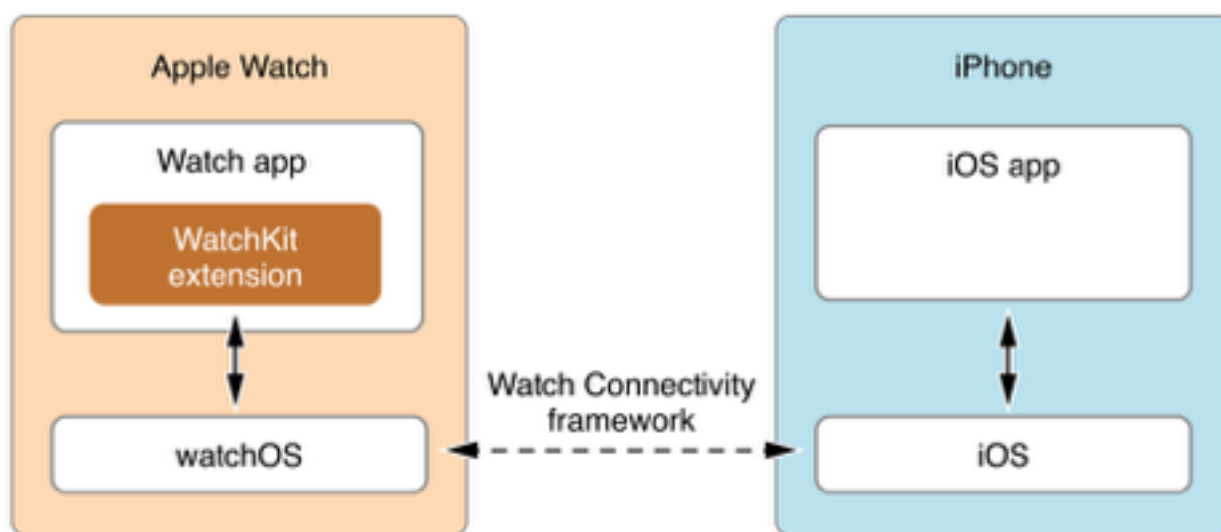 Apple Watch
Watch app
WatchKit
extension
watchOS
Watch Connectivity
framework
iPhone
iOS app
iOS